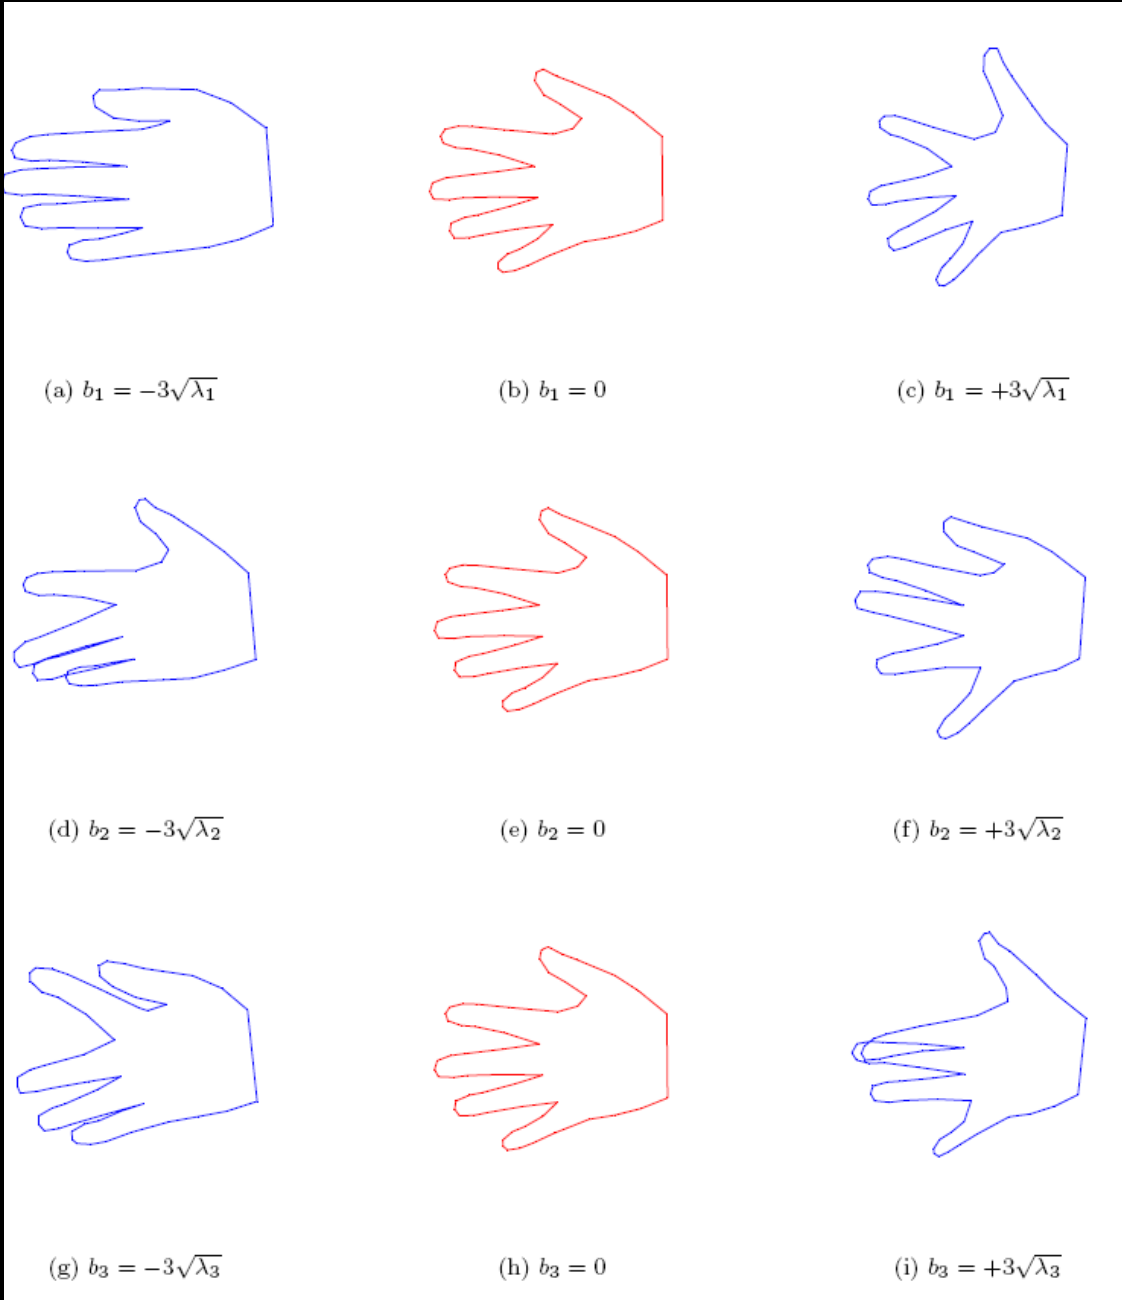 (a) b₁ = −3√λ₁
(b) b₁ = 0
(c) b₁ = +3√λ₁
(d) b₂ = −3√λ₂
(e) b₂ = 0
(f) b₂ = +3√λ₂
(g) b₃ = −3√λ₃
(h) b₃ = 0
(i) b₃ = +3√λ₃